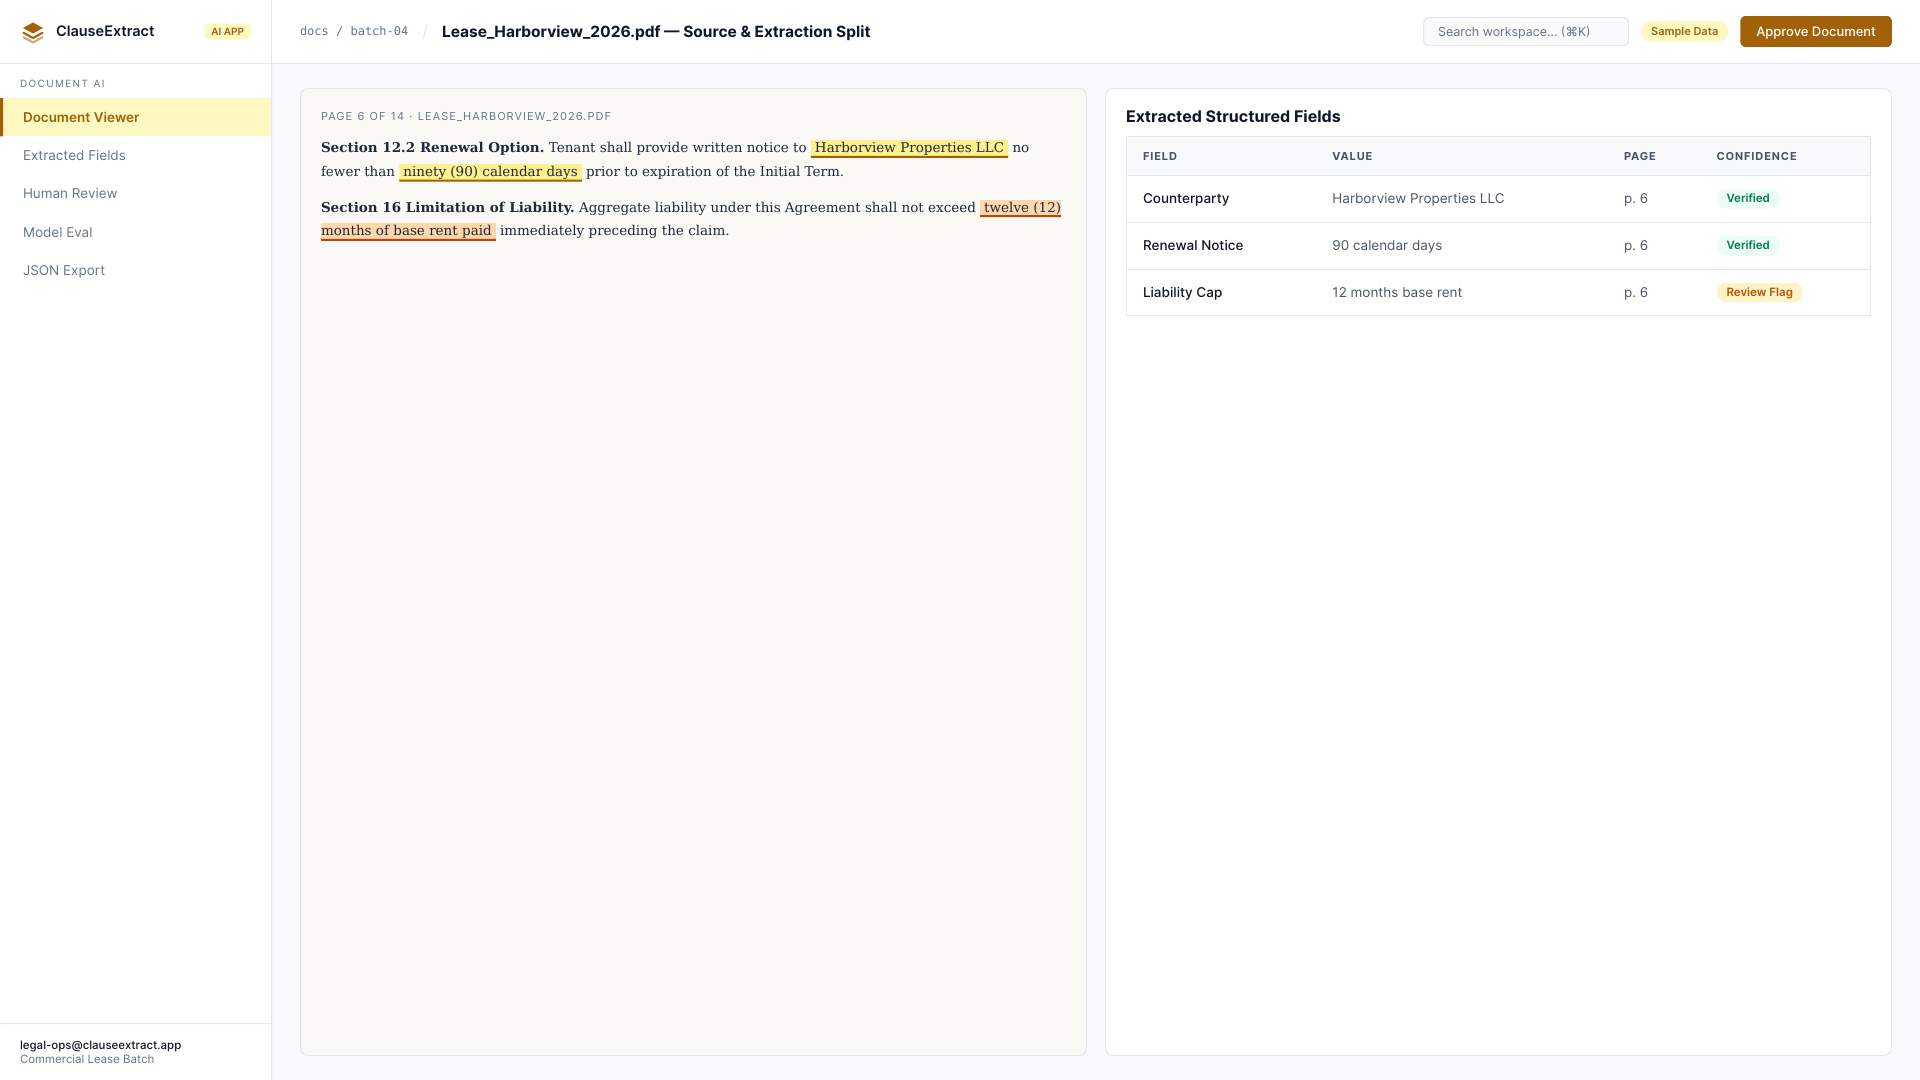 ClauseExtract
AI APP
DOCUMENT AI
Document Viewer
Extracted Fields
Human Review
Model Eval
JSON Export
legal-ops@clauseextract.app
Commercial Lease Batch
docs / batch-04 / Lease_Harborview_2026.pdf — Source & Extraction Split
Search workspace... (⌘K)
Sample Data
Approve Document
PAGE 6 OF 14 · LEASE_HARBORVIEW_2026.PDF
Section 12.2 Renewal Option. Tenant shall provide written notice to Harborview Properties LLC no
fewer than ninety (90) calendar days prior to expiration of the Initial Term.
Section 16 Limitation of Liability. Aggregate liability under this Agreement shall not exceed twelve (12)
months of base rent paid immediately preceding the claim.
Extracted Structured Fields
FIELD VALUE PAGE CONFIDENCE
Counterparty Harborview Properties LLC p. 6 Verified
Renewal Notice 90 calendar days p. 6 Verified
Liability Cap 12 months base rent p. 6 Review Flag